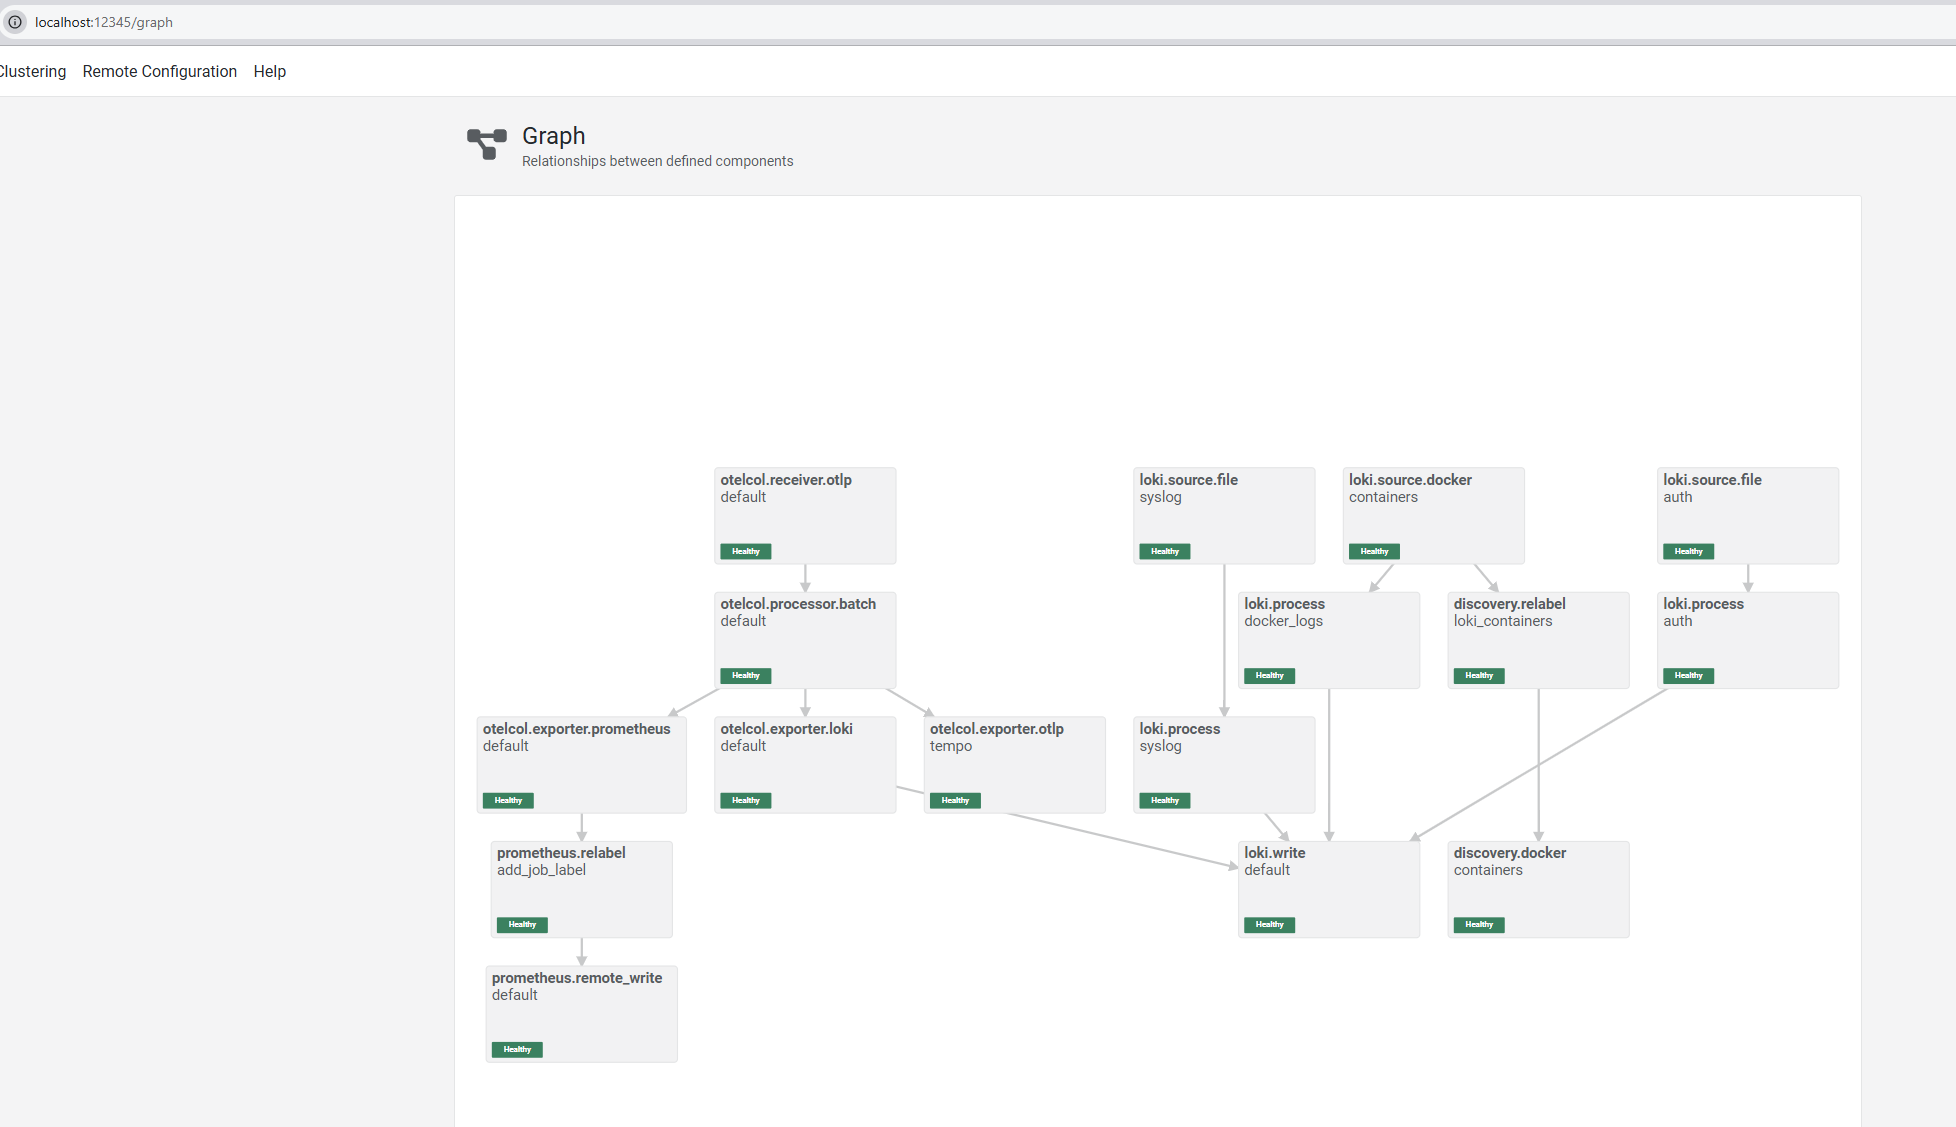 localhost:12345/graph
Clustering Remote Configuration Help
Graph
Relationships between defined components
otelcol.receiver.otlp
default
Healthy
loki.source.file
syslog
Healthy
loki.source.docker
containers
Healthy
loki.source.file
auth
Healthy
otelcol.processor.batch
default
Healthy
loki.process
docker_logs
Healthy
discovery.relabel
loki_containers
Healthy
loki.process
auth
Healthy
otelcol.exporter.prometheus
default
Healthy
otelcol.exporter.loki
default
Healthy
otelcol.exporter.otlp
tempo
Healthy
loki.process
syslog
Healthy
prometheus.relabel
add_job_label
Healthy
loki.write
default
Healthy
discovery.docker
containers
Healthy
prometheus.remote_write
default
Healthy